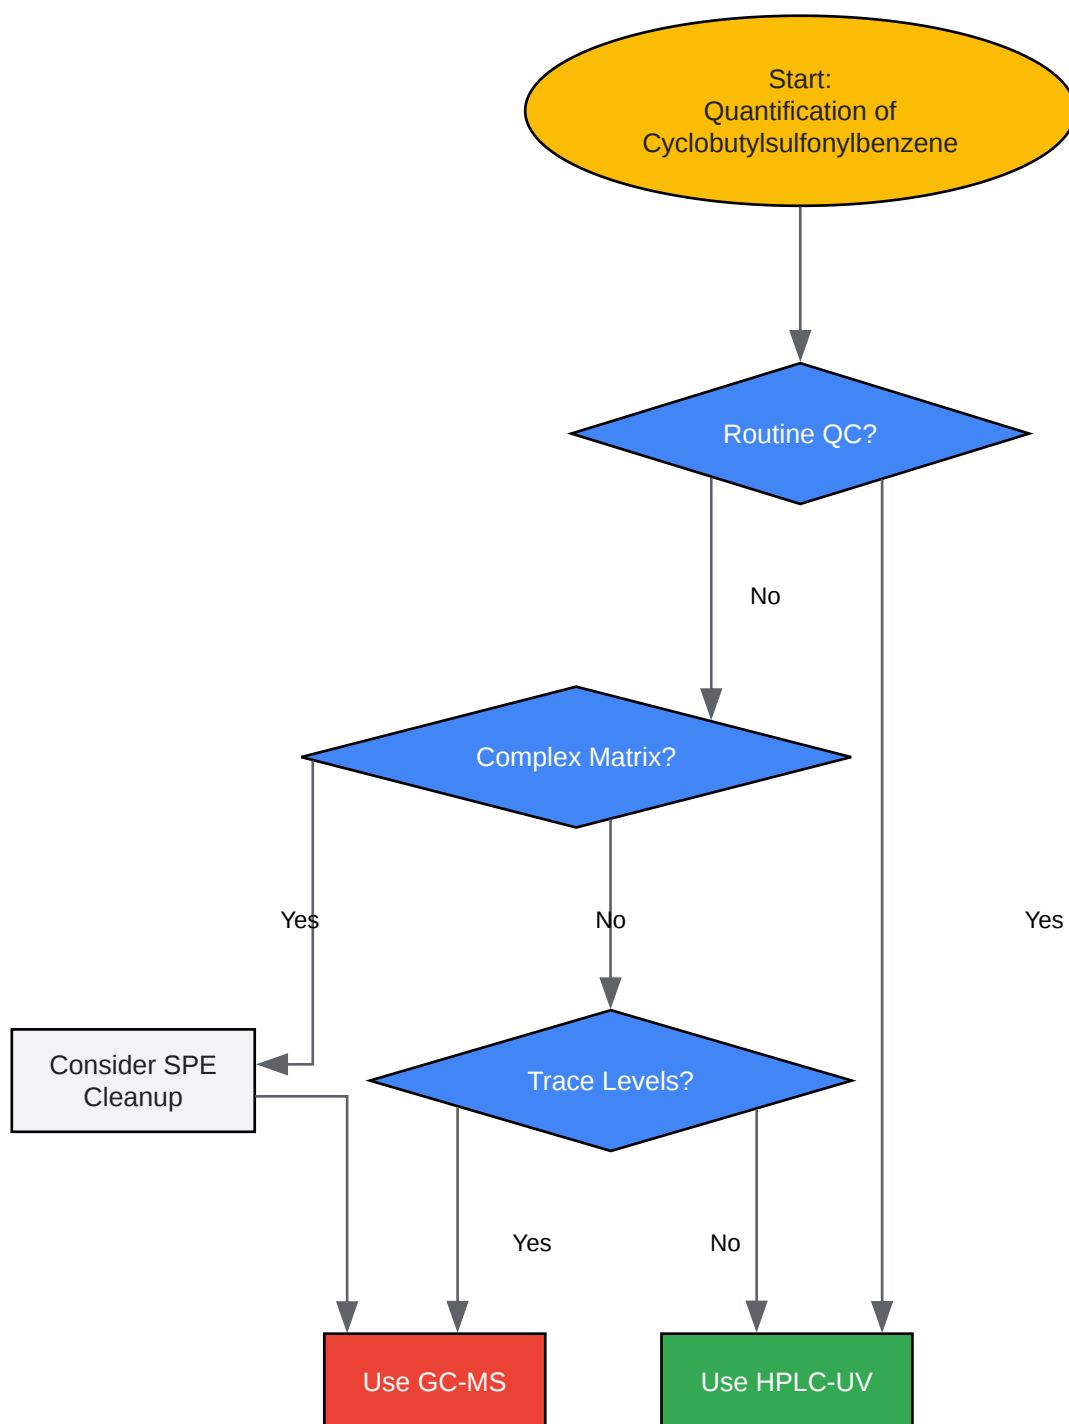 Start:
Quantification of
Cyclobutylsulfonylbenzene
Routine QC?
No
Complex Matrix?
Yes
No
Yes
Consider SPE
Cleanup
Trace Levels?
Yes
No
Use GC-MS
Use HPLC-UV